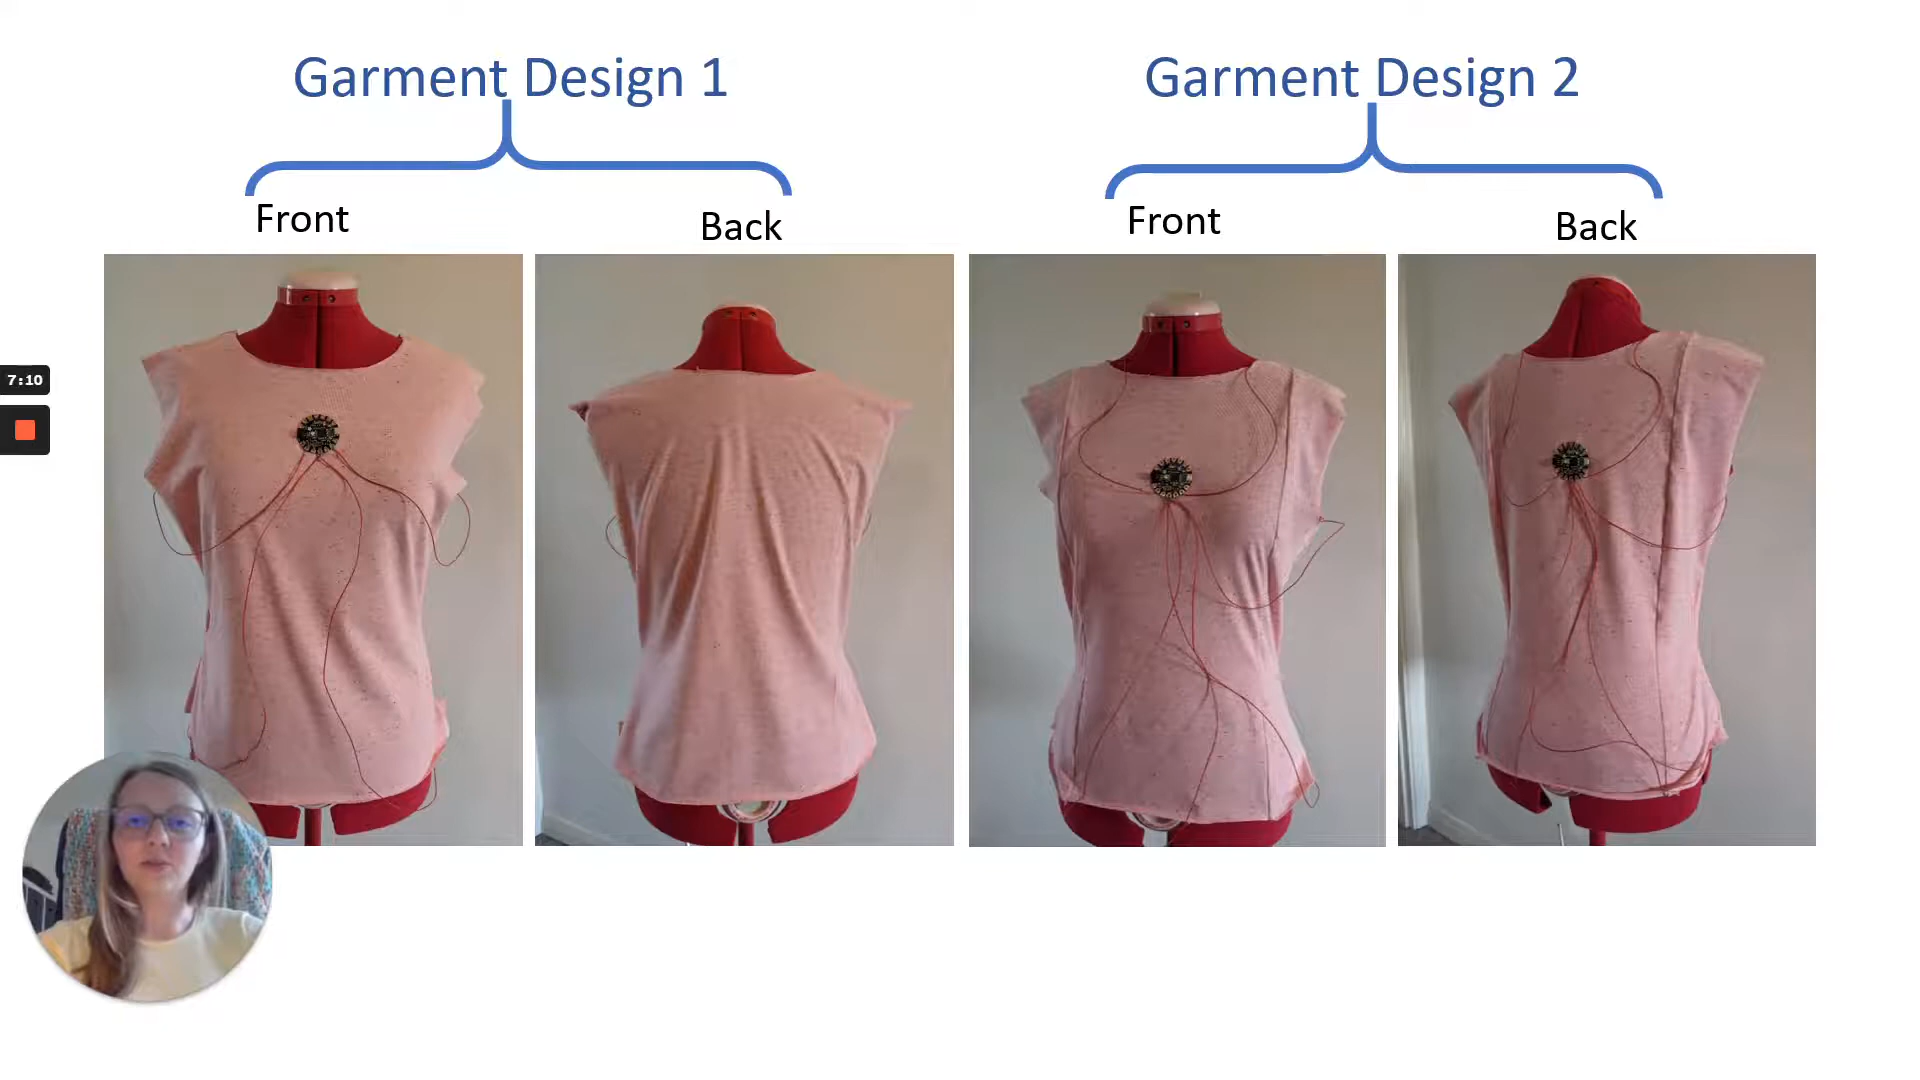 Garment Design 1
Garment Design 2
Front
Back
Front
Back
7:10